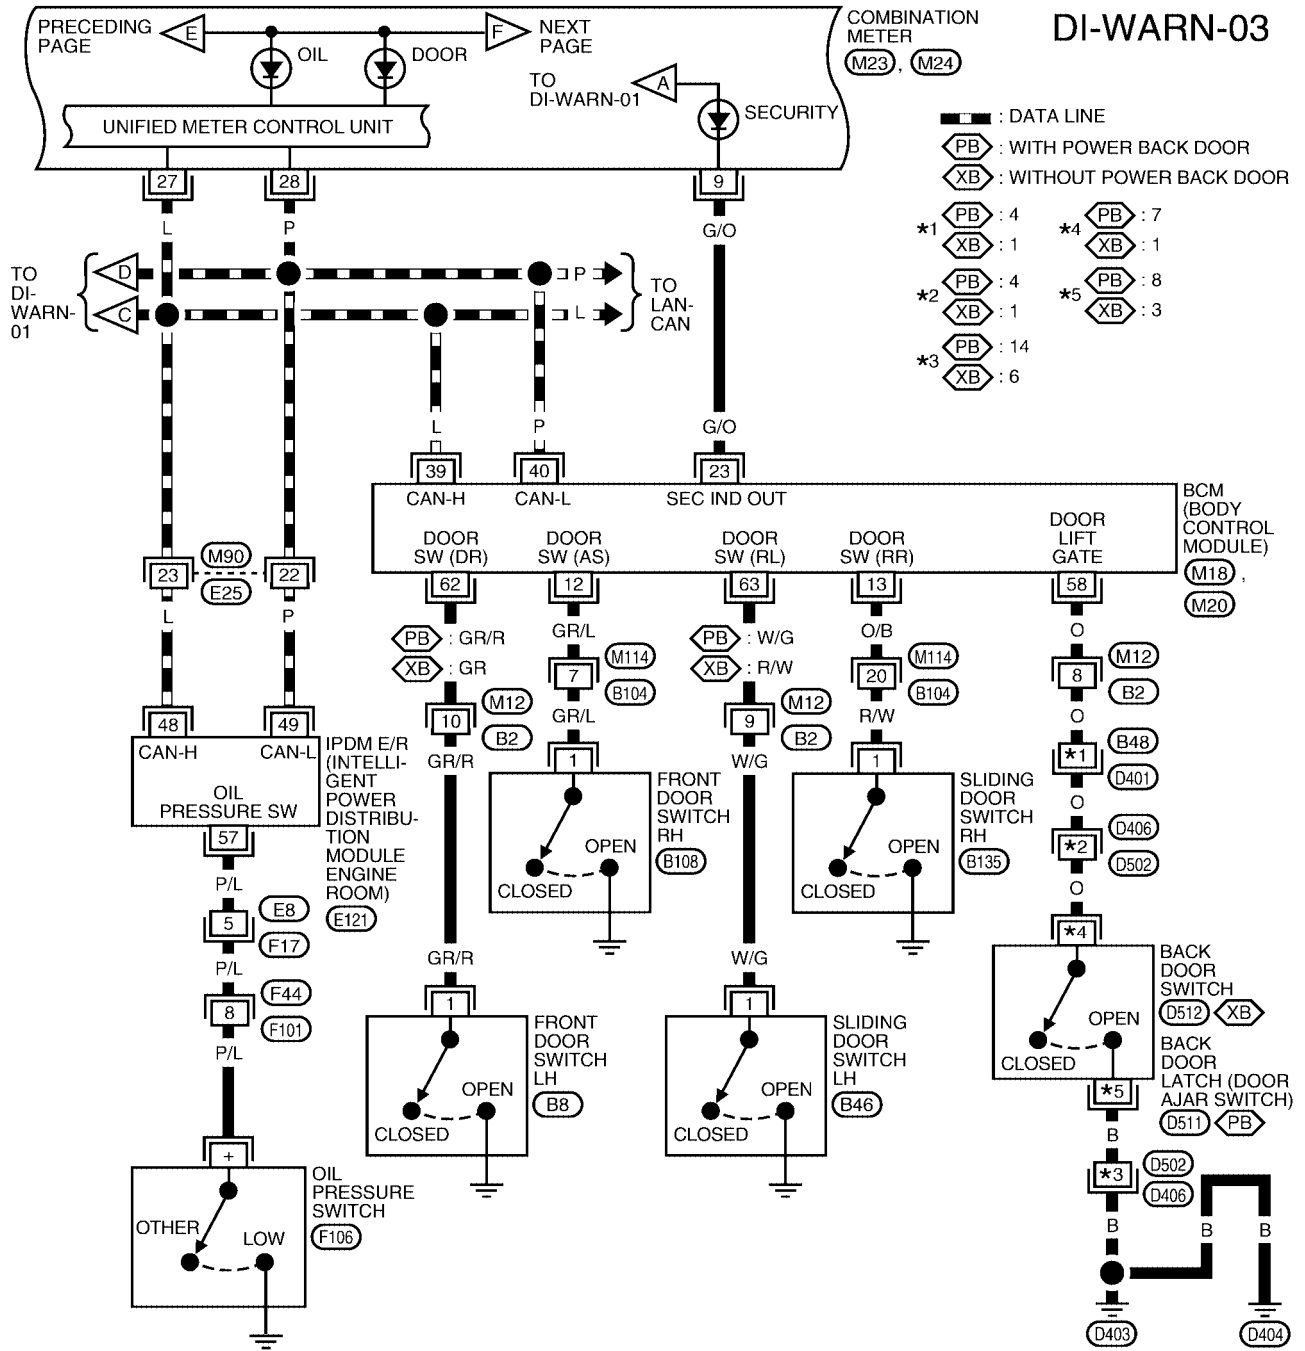 DI-WARN-03
PRECEDING
PAGE
E
F
NEXT
PAGE
OIL
DOOR
TO
DI-WARN-01
A
SECURITY
UNIFIED METER CONTROL UNIT
COMBINATION
METER
M23 , M24
: DATA LINE
PB : WITH POWER BACK DOOR
XB : WITHOUT POWER BACK DOOR
*1 PB : 4
XB : 1
*4 PB : 7
XB : 1
*2 PB : 4
XB : 1
*5 PB : 8
XB : 3
*3 PB : 14
XB : 6
27 28 9
L P G/O
TO
DI-
WARN-
01
D
C
P
L
TO
LAN-
CAN
L P G/O
39 40 23
CAN-H CAN-L SEC IND OUT
BCM
(BODY
CONTROL
MODULE)
M18 ,
M20
DOOR
SW (DR)
DOOR
SW (AS)
DOOR
SW (RL)
DOOR
SW (RR)
DOOR
LIFT
GATE
62 12 63 13 58
23 22
M90
E25
L P
48 49
CAN-H CAN-L
OIL
PRESSURE SW
IPDM E/R
(INTELLI-
GENT
POWER
DISTRIBU-
TION
MODULE
ENGINE
ROOM)
E121
57
P/L
5
E8
F17
P/L
8
F44
F101
P/L
+
OTHER
LOW
OIL
PRESSURE
SWITCH
F106
PB : GR/R
XB : GR
10
M12
B2
GR/R
GR/R
1
OPEN
CLOSED
FRONT
DOOR
SWITCH
LH
B8
GR/L
7
M114
B104
GR/L
1
OPEN
CLOSED
FRONT
DOOR
SWITCH
RH
B108
PB : W/G
XB : R/W
9
M12
B2
W/G
W/G
1
OPEN
CLOSED
SLIDING
DOOR
SWITCH
LH
B46
O/B
20
M114
B104
R/W
1
OPEN
CLOSED
SLIDING
DOOR
SWITCH
RH
B135
O
8
M12
B2
O
*1
B48
D401
O
*2
D406
D502
O
*4
OPEN
CLOSED
BACK
DOOR
SWITCH
D512 XB
BACK
DOOR
LATCH (DOOR
AJAR SWITCH)
D511 PB
*5
B
*3
D502
D406
B B B
D403
D404